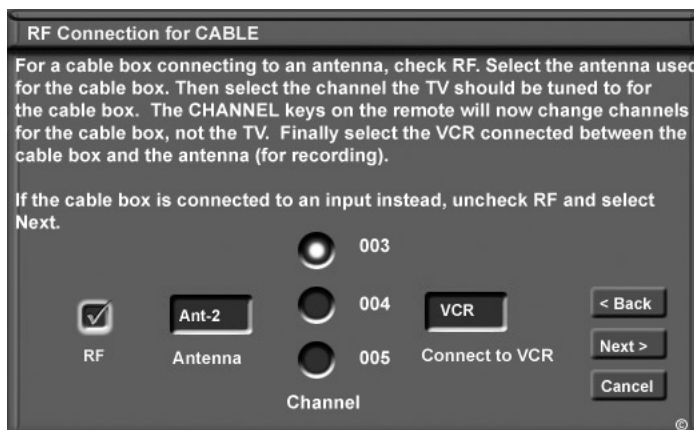 RF Connection for CABLE
For a cable box connecting to an antenna, check RF. Select the antenna used
for the cable box. Then select the channel the TV should be tuned to for
the cable box. The CHANNEL keys on the remote will now change channels
for the cable box, not the TV. Finally select the VCR connected between the
cable box and the antenna (for recording).
If the cable box is connected to an input instead, uncheck RF and select
Next.
003
Ant-2
004
VCR
< Back
RF
Antenna
005
Connect to VCR
Next >
Channel
Cancel
©